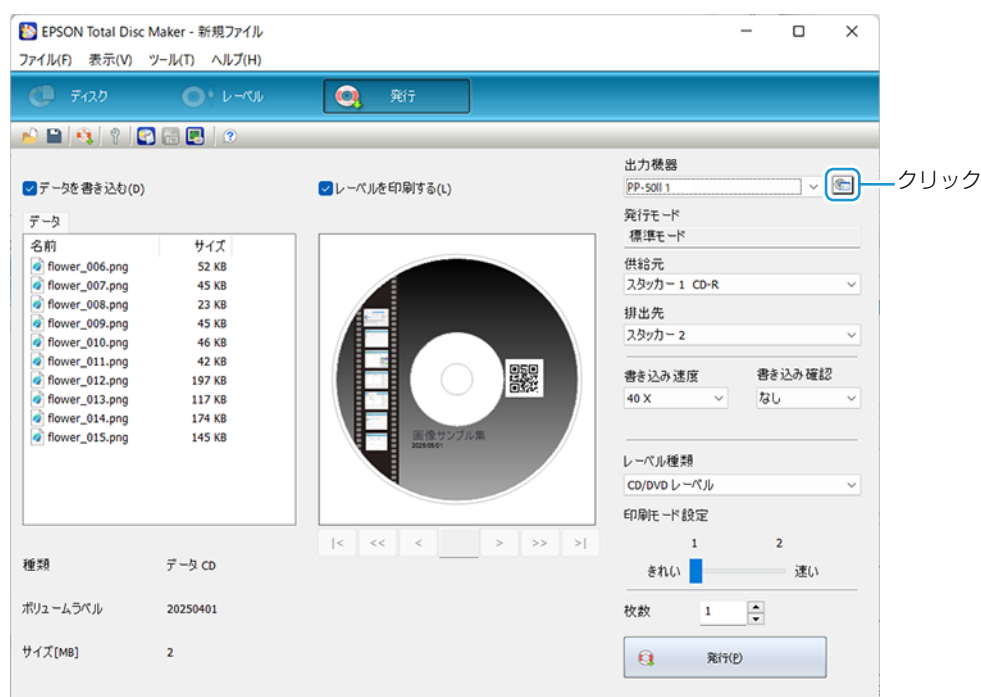 EPSON Total Disc Maker - 新規ファイル
ファイル(F) 表示(V) ツール(T) ヘルプ(H)
ディスク レーベル 発行
データを書き込む(D)
データ
名前 サイズ
flower_006.png 52 KB
flower_007.png 45 KB
flower_008.png 23 KB
flower_009.png 45 KB
flower_010.png 46 KB
flower_011.png 42 KB
flower_012.png 197 KB
flower_013.png 117 KB
flower_014.png 174 KB
flower_015.png 145 KB
種類 データ CD
ボリュームラベル 20250401
サイズ[MB] 2
レーベルを印刷する(L)
画像サンプル集
|< << < > >> >|
出力機器
PP-50II 1
クリック
発行モード
標準モード
供給元
スタッカー 1 CD-R
排出先
スタッカー 2
書き込み速度 書き込み確認
40 X なし
レーベル種類
CD/DVD レーベル
印刷モード設定
1 2
きれい 速い
枚数 1
発行(P)